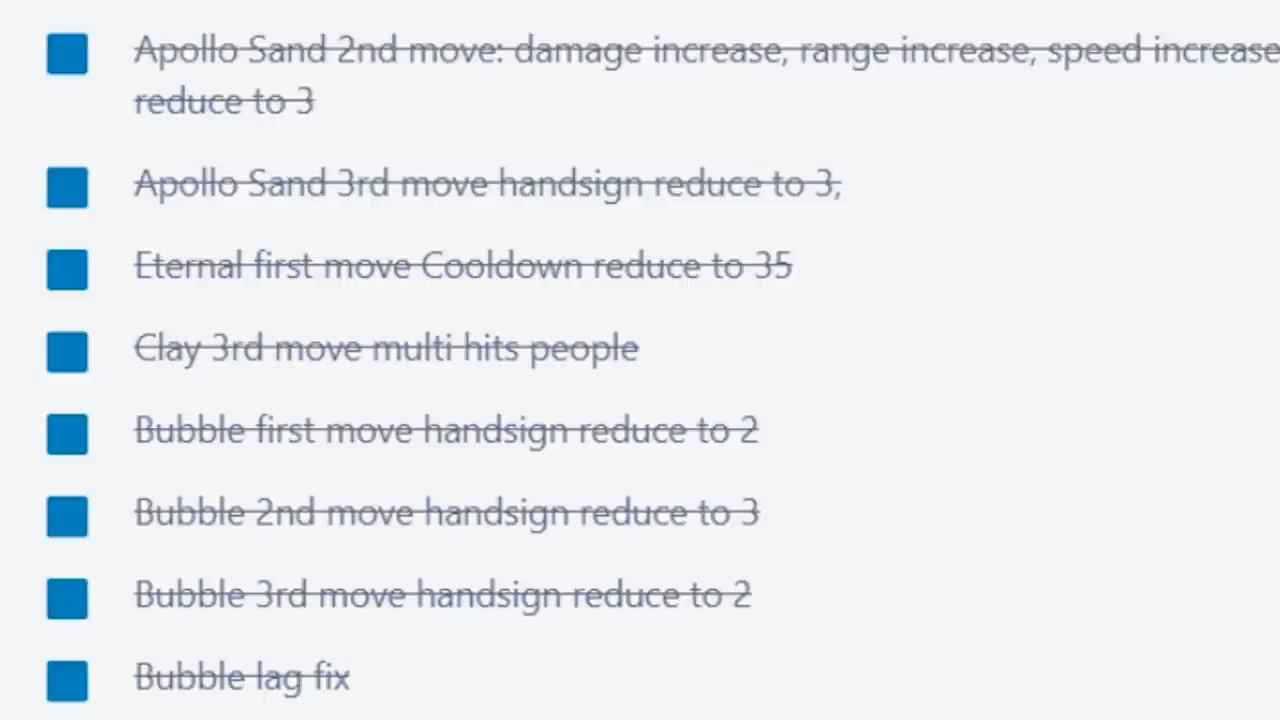 Apollo Sand 2nd move: damage increase, range increase, speed increase
reduce to 3
Apollo Sand 3rd move handsign reduce to 3,
Eternal first move Cooldown reduce to 35
Clay 3rd move multi hits people
Bubble first move handsign reduce to 2
Bubble 2nd move handsign reduce to 3
Bubble 3rd move handsign reduce to 2
Bubble lag fix